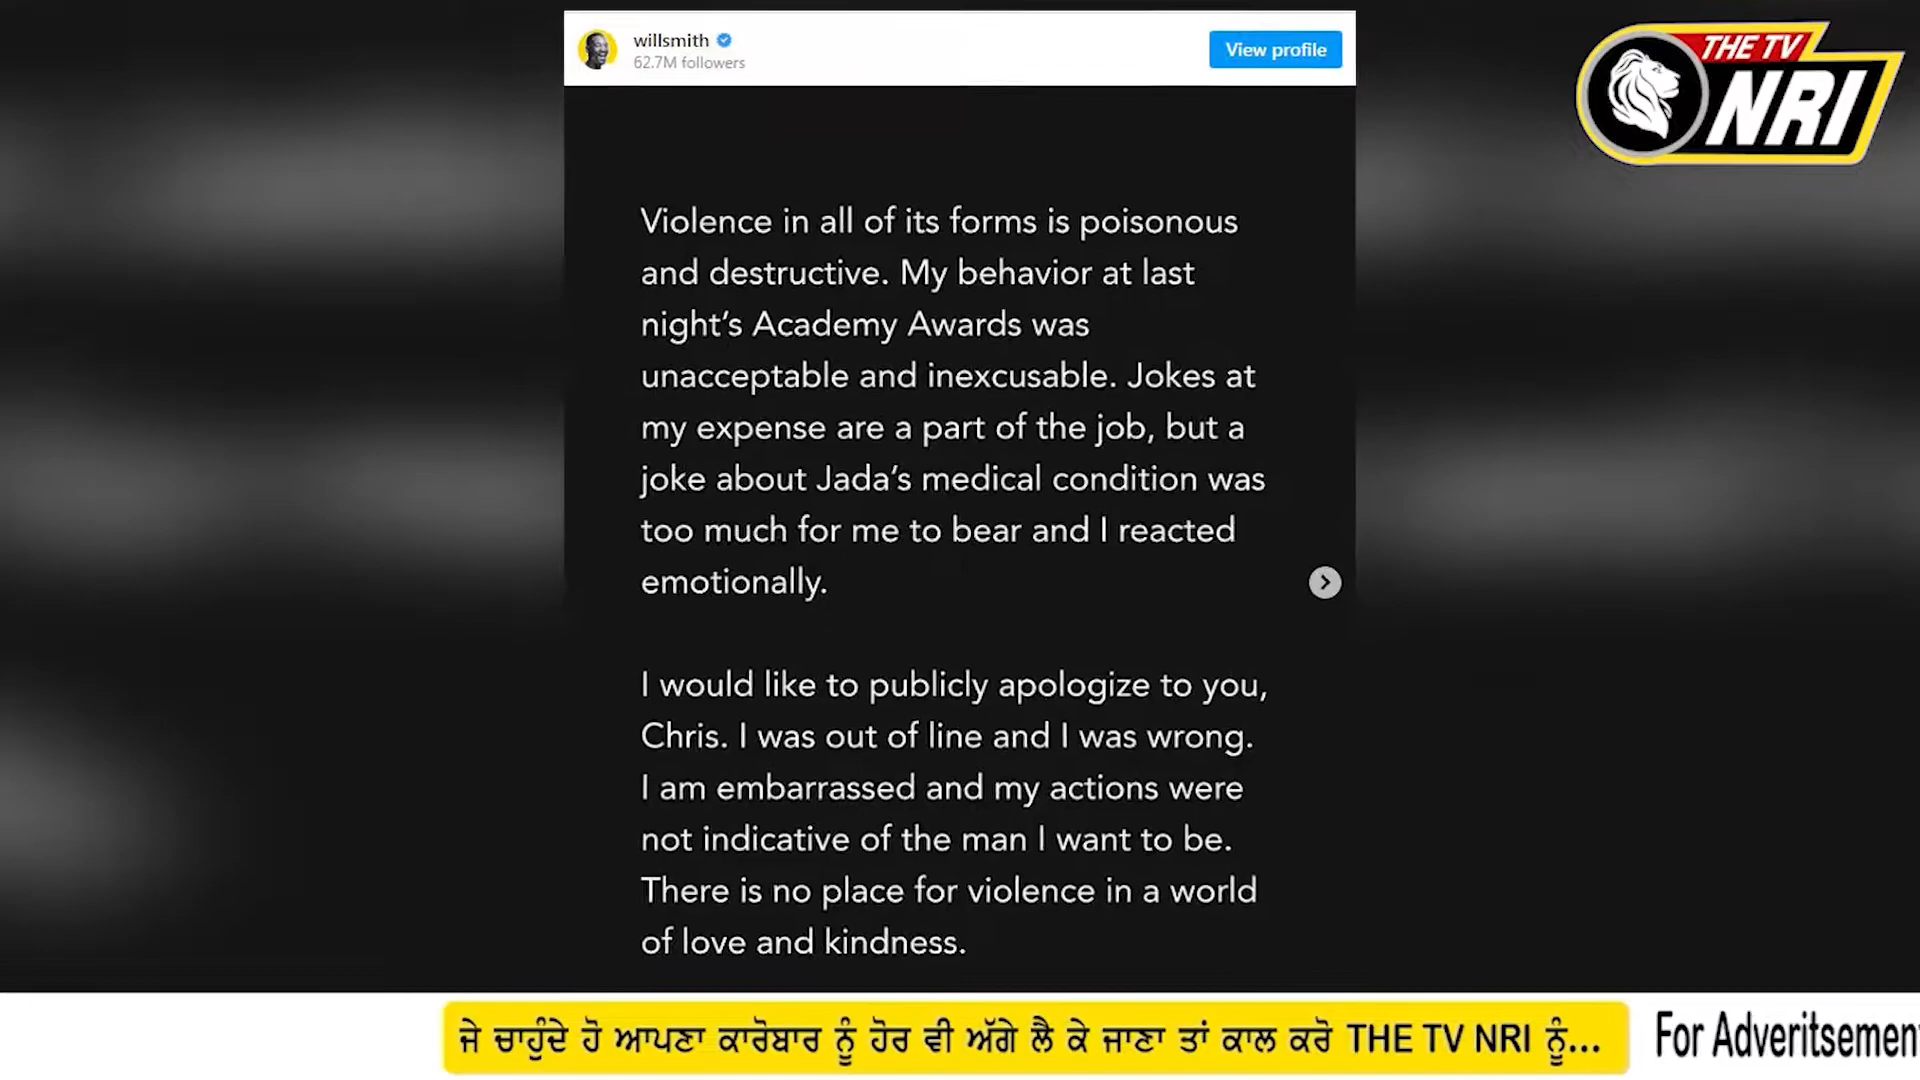 willsmith
62.7M followers
View profile
THE TV
NRI
Violence in all of its forms is poisonous
and destructive. My behavior at last
night's Academy Awards was
unacceptable and inexcusable. Jokes at
my expense are a part of the job, but a
joke about Jada's medical condition was
too much for me to bear and I reacted
emotionally.
I would like to publicly apologize to you,
Chris. I was out of line and I was wrong.
I am embarrassed and my actions were
not indicative of the man I want to be.
There is no place for violence in a world
of love and kindness.
ਜੇ ਚਾਹੁੰਦੇ ਹੋ ਆਪਣਾ ਕਾਰੋਬਾਰ ਨੂੰ ਹੋਰ ਵੀ ਅੱਗੇ ਲੈ ਕੇ ਜਾਣਾ ਤਾਂ ਕਾਲ ਕਰੋ THE TV NRI ਨੂੰ...
For Adveritsemen